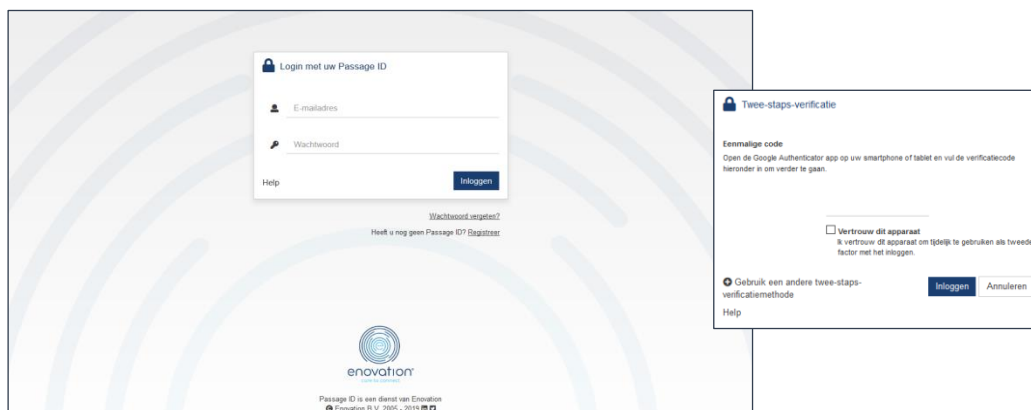 Login met uw Passage ID
E-mailadres
Wachtwoord
Help
Inloggen
Wachtwoord vergeten?
Heeft u nog geen Passage ID? Registreer
enovation
code to connect
Passage ID is een dienst van Enovation
© Enovation B.V. 2005 - 2019
Twee-staps-verificatie
Eenmalige code
Open de Google Authenticator app op uw smartphone of tablet en vul de verificatiecode
hieronder in om verder te gaan.
Vertrouw dit apparaat
Ik vertrouw dit apparaat om tijdelijk te gebruiken als tweede
factor met het inloggen.
Gebruik een andere twee-staps-
verificatiemethode
Inloggen
Annuleren
Help